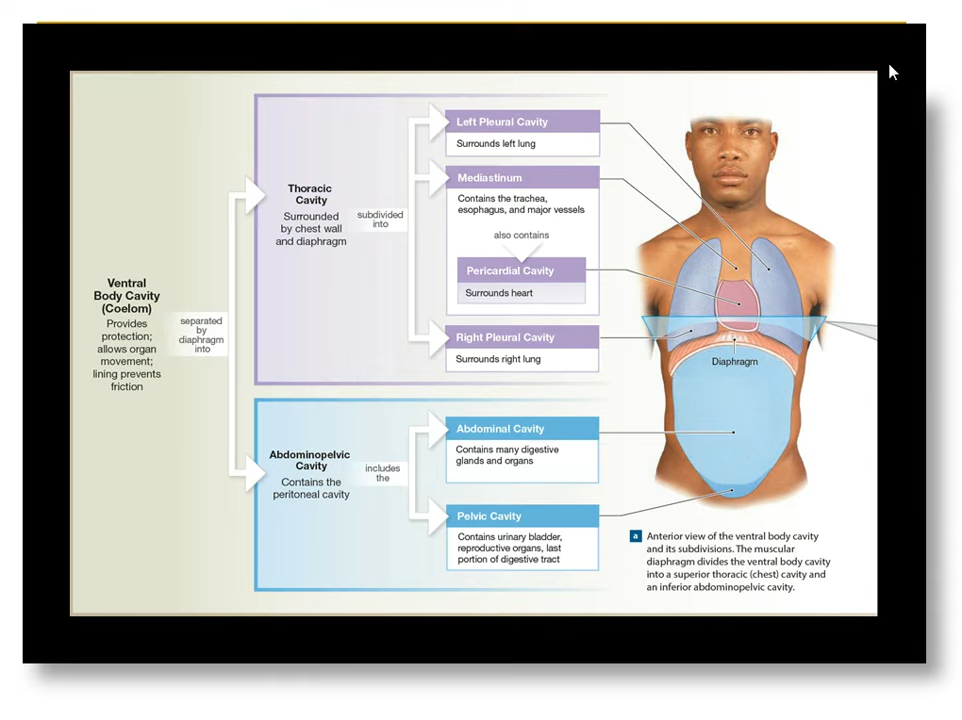 Ventral
Body Cavity
(Coelom)
Provides
protection;
allows organ
movement;
lining prevents
friction
separated
by
diaphragm
into
Thoracic
Cavity
Surrounded
by chest wall
and diaphragm
subdivided
into
Left Pleural Cavity
Surrounds left lung
Mediastinum
Contains the trachea,
esophagus, and major vessels
also contains
Pericardial Cavity
Surrounds heart
Right Pleural Cavity
Surrounds right lung
Abdominopelvic
Cavity
Contains the
peritoneal cavity
includes
the
Abdominal Cavity
Contains many digestive
glands and organs
Pelvic Cavity
Contains urinary bladder,
reproductive organs, last
portion of digestive tract
Diaphragm
a Anterior view of the ventral body cavity
and its subdivisions. The muscular
diaphragm divides the ventral body cavity
into a superior thoracic (chest) cavity and
an inferior abdominopelvic cavity.